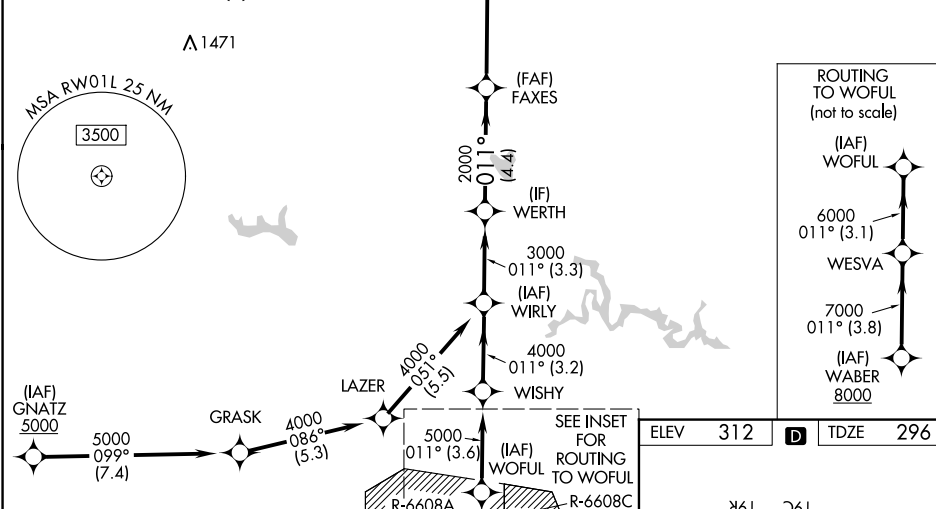 1471
MSA RW01L 25 NM
3500
(FAF)
FAXES
2000
011°
(4.4)
(IF)
WERTH
3000
011° (3.3)
(IAF)
WIRLY
4000
011° (3.2)
WISHY
4000
051°
(5.5)
LAZER
GRASK
4000
086°
(5.3)
(IAF)
GNATZ
5000
5000
099°
(7.4)
5000
011° (3.6)
(IAF)
WOFUL
SEE INSET
FOR
ROUTING
TO WOFUL
R-6608A
R-6608C
ROUTING
TO WOFUL
(not to scale)
(IAF)
WOFUL
6000
011° (3.1)
WESVA
7000
011° (3.8)
(IAF)
WABER
8000
ELEV 312 D TDZE 296